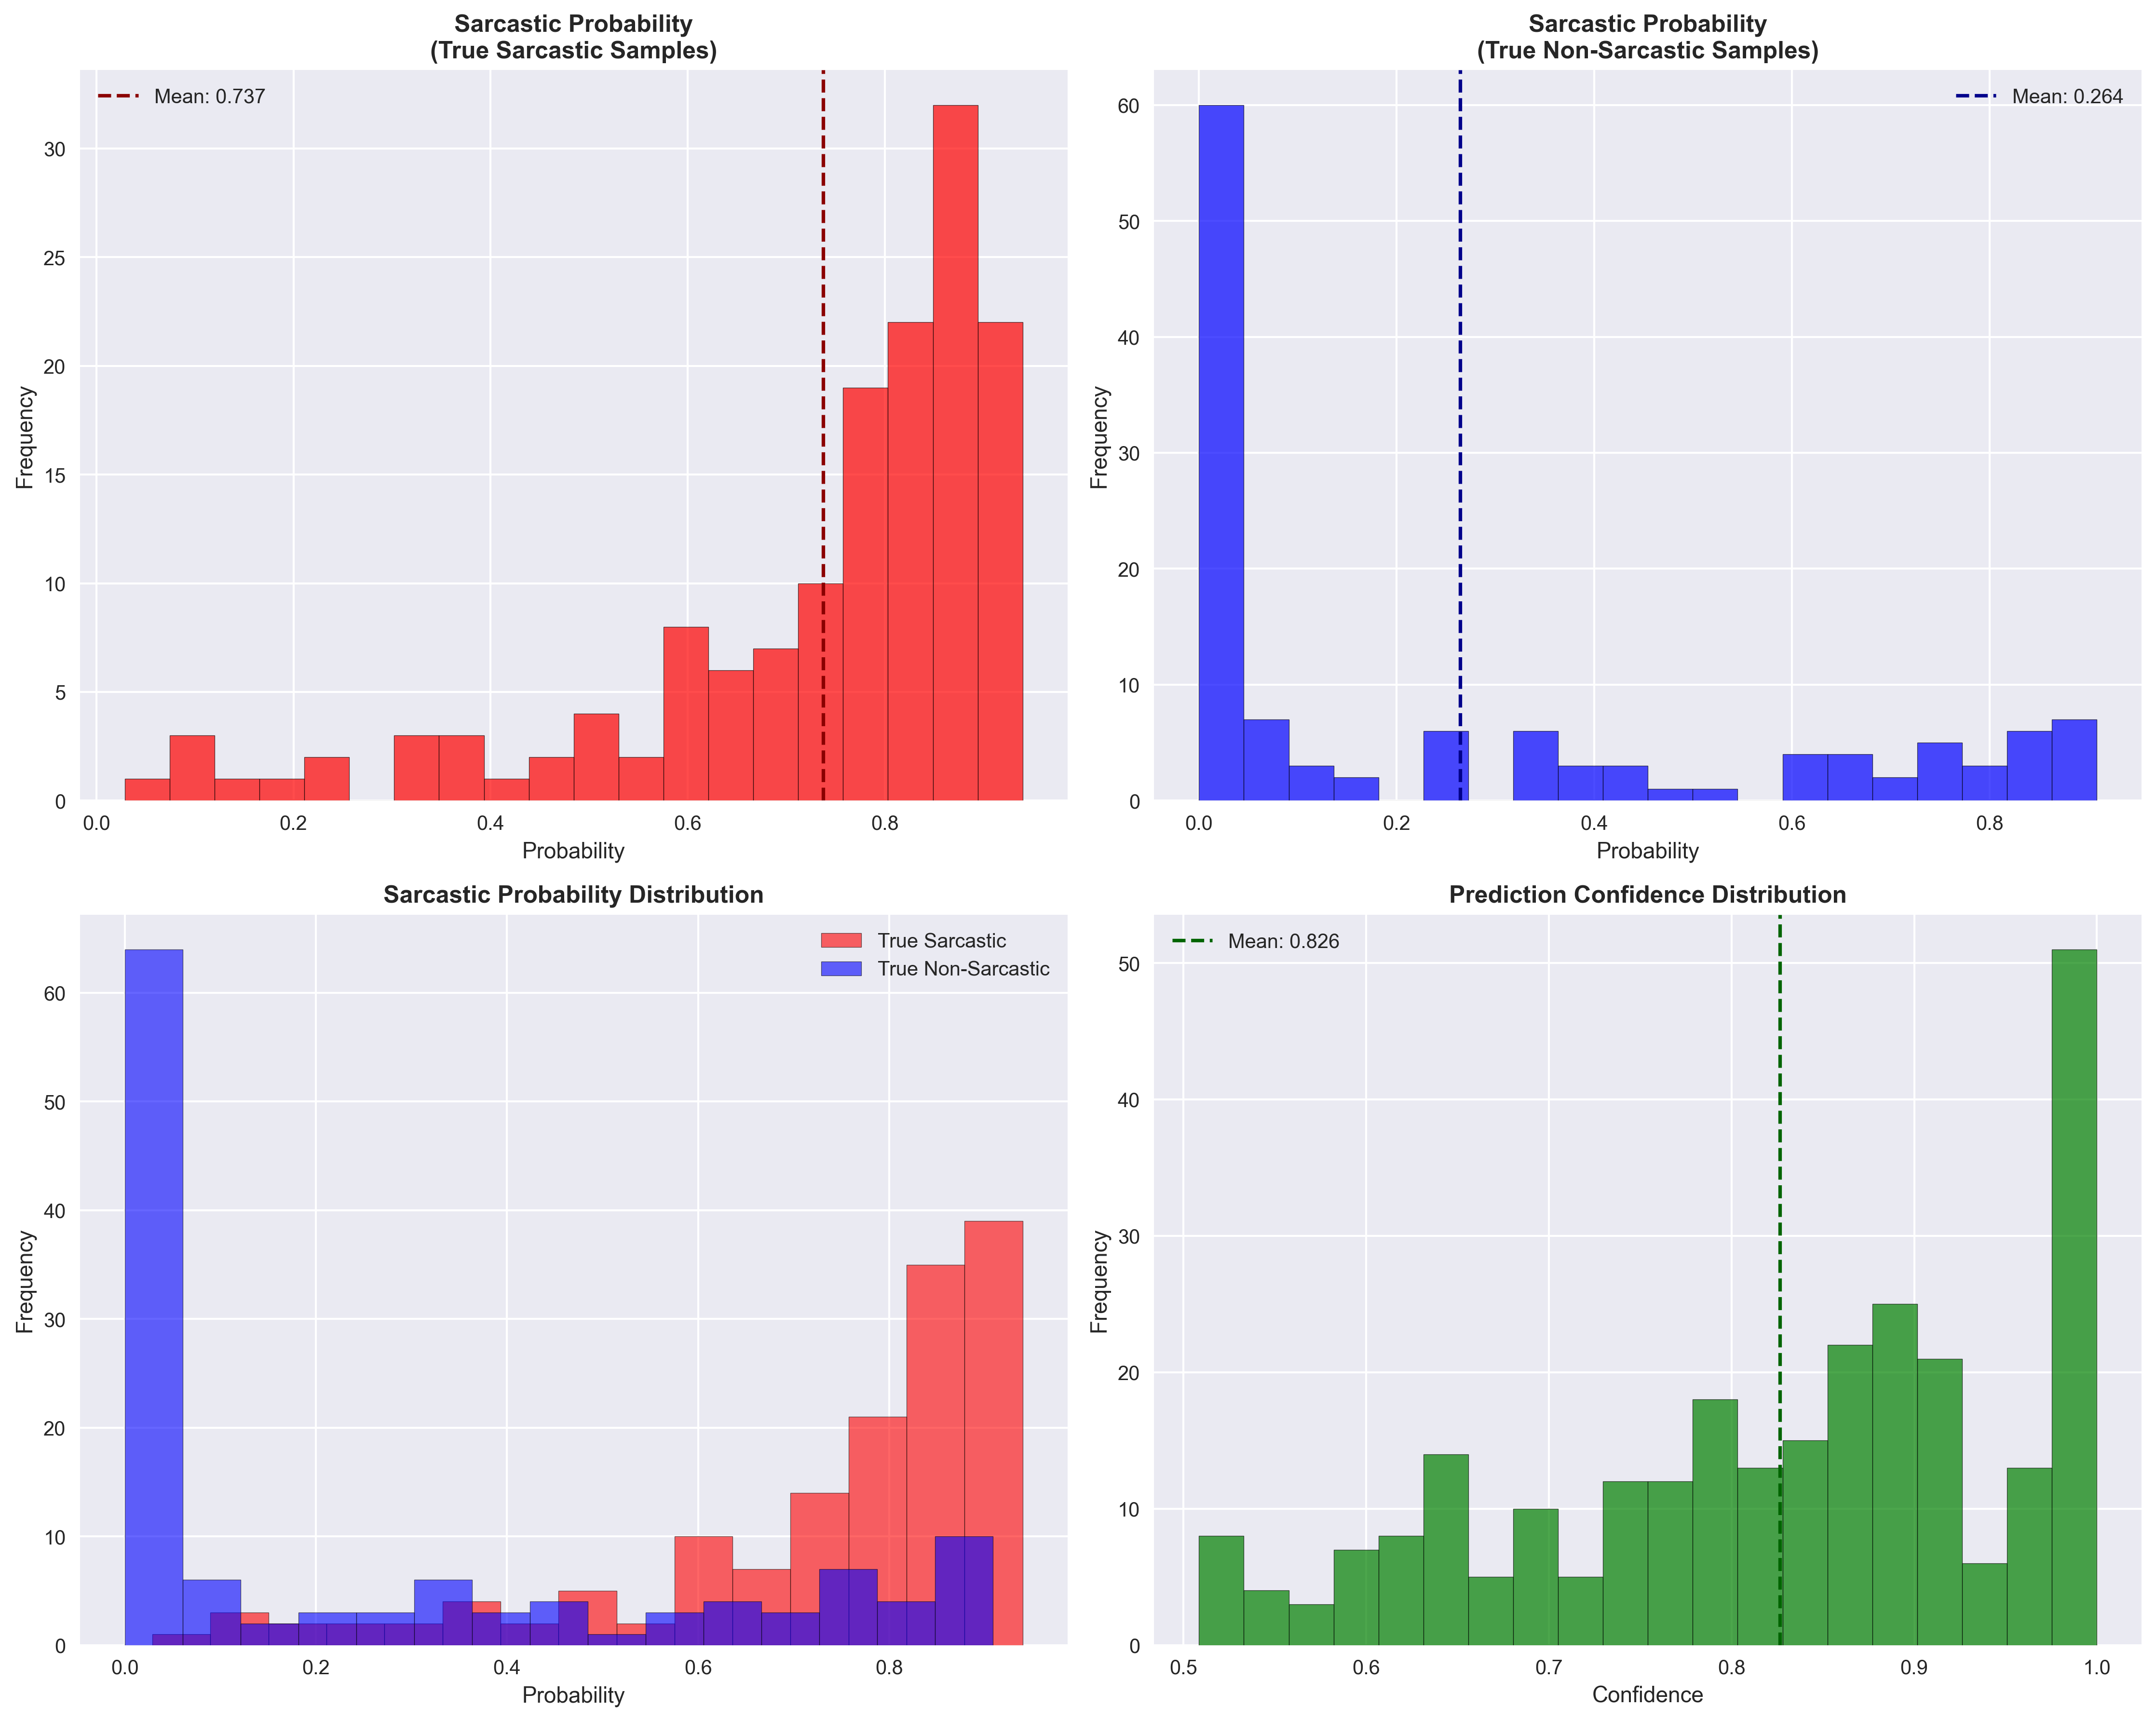 Sarcastic Probability
(True Sarcastic Samples)
Mean: 0.737
30
25
20
15
10
5
0
Frequency
0.0 0.2 0.4 0.6 0.8
Probability
Sarcastic Probability
(True Non-Sarcastic Samples)
Mean: 0.264
60
50
40
30
20
10
0
Frequency
0.0 0.2 0.4 0.6 0.8
Probability
Sarcastic Probability Distribution
True Sarcastic
True Non-Sarcastic
60
50
40
30
20
10
0
Frequency
0.0 0.2 0.4 0.6 0.8
Probability
Prediction Confidence Distribution
Mean: 0.826
50
40
30
20
10
0
Frequency
0.5 0.6 0.7 0.8 0.9 1.0
Confidence